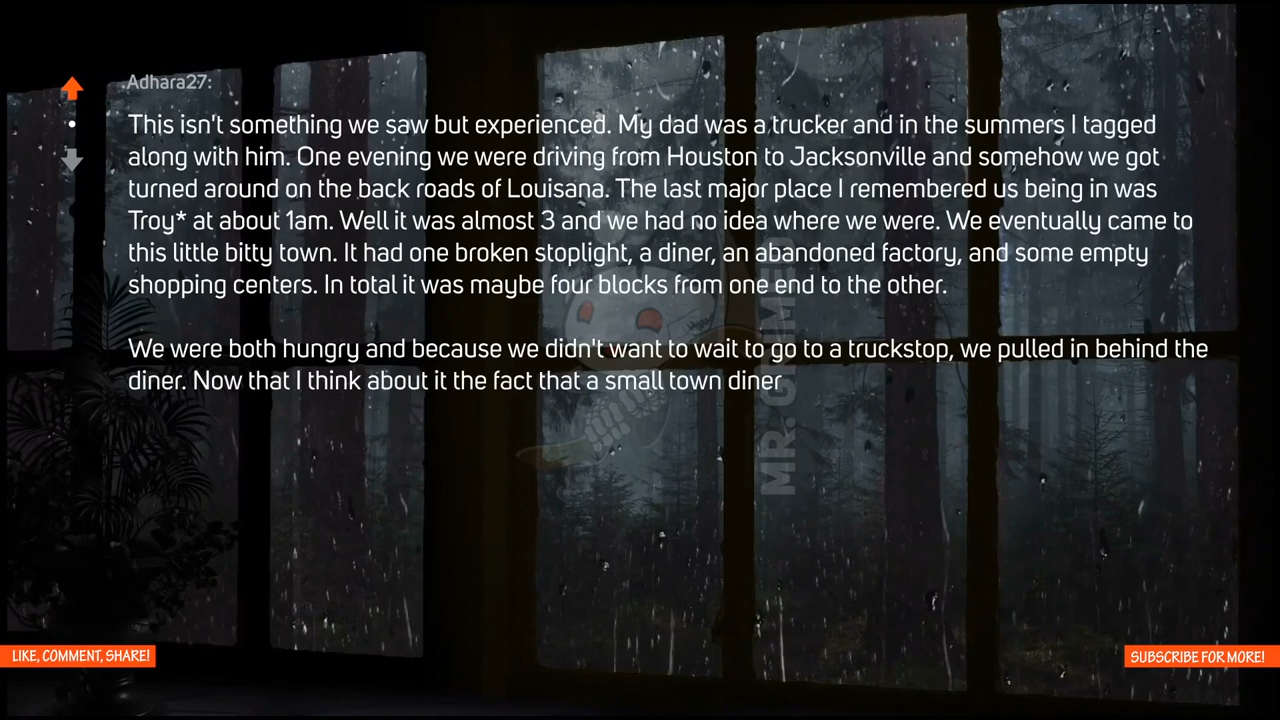 Adhara27:
This isn't something we saw but experienced. My dad was a trucker and in the summers I tagged
along with him. One evening we were driving from Houston to Jacksonville and somehow we got
turned around on the back roads of Louisana. The last major place I remembered us being in was
Troy* at about 1am. Well it was almost 3 and we had no idea where we were. We eventually came to
this little bitty town. It had one broken stoplight, a diner, an abandoned factory, and some empty
shopping centers. In total it was maybe four blocks from one end to the other.
We were both hungry and because we didn't want to wait to go to a truckstop, we pulled in behind the
diner. Now that I think about it the fact that a small town diner
MR. GRIMMED
LIKE, COMMENT, SHARE!
SUBSCRIBE FOR MORE!